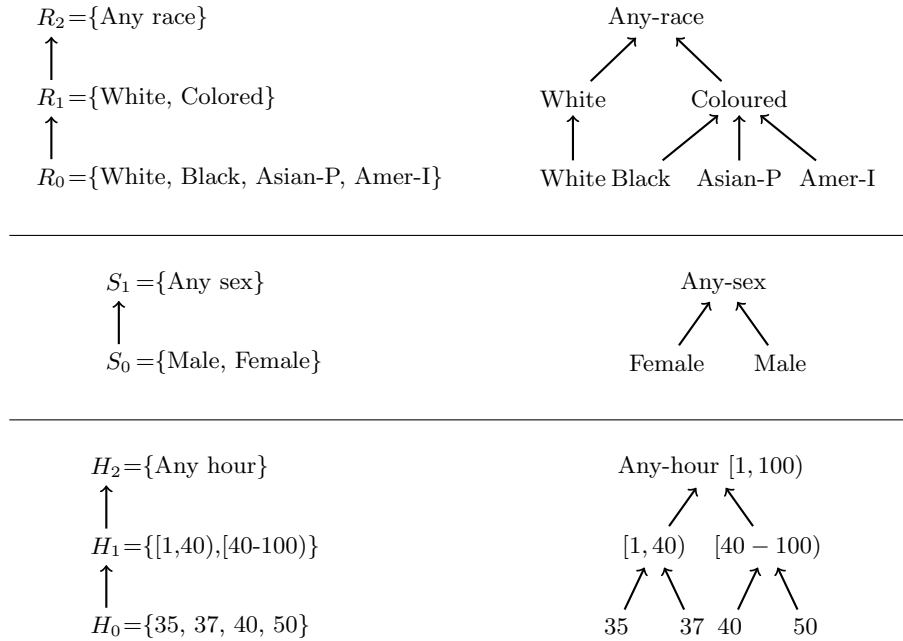 R₂={Any race} Any-race
R₁={White, Colored} White Coloured
R₀={White, Black, Asian-P, Amer-I} White Black Asian-P Amer-I
S₁={Any sex} Any-sex
S₀={Male, Female} Female Male
H₂={Any hour} Any-hour [1, 100)
H₁={[1,40),[40-100)} [1, 40) [40 − 100)
H₀={35, 37, 40, 50} 35 37 40 50